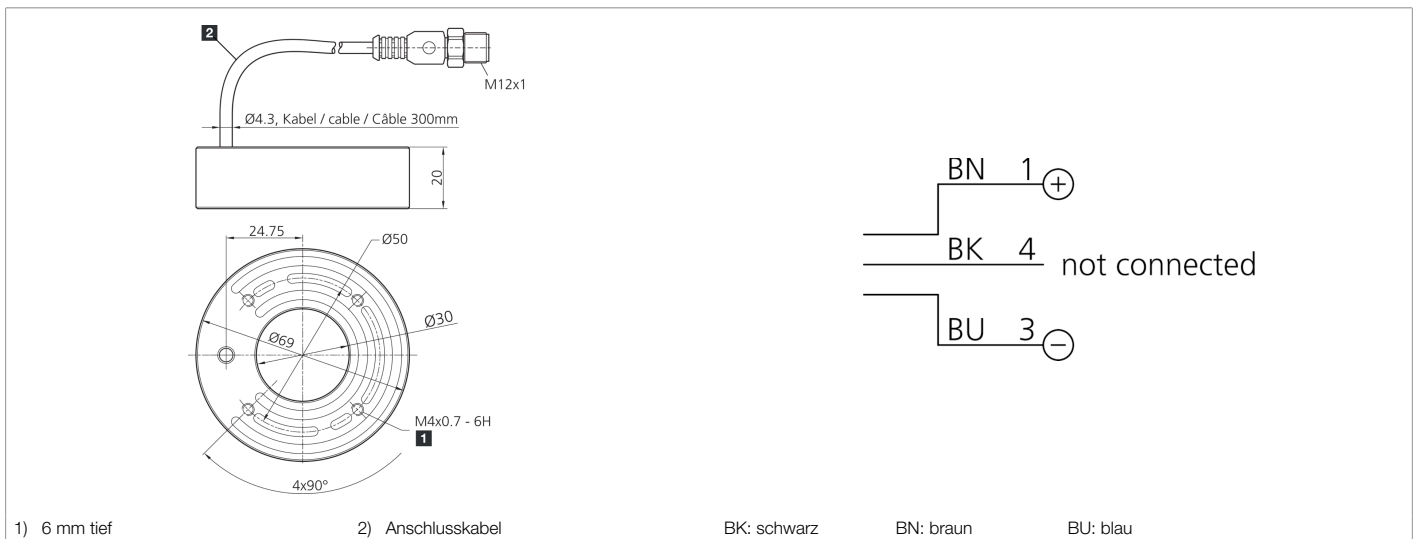 2
M12x1
Ø4.3, Kabel / cable / Câble 300mm
20
24.75
Ø50
Ø30
Ø69
M4x0.7 - 6H
1
4x90°
BN 1 +
BK 4 not connected
BU 3 −
1) 6 mm tief 2) Anschlusskabel BK: schwarz BN: braun BU: blau